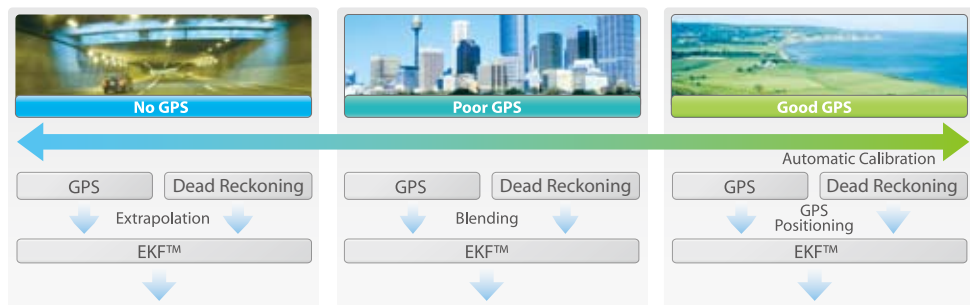 No GPS
Poor GPS
Good GPS
Automatic Calibration
GPS
Dead Reckoning
GPS
Dead Reckoning
GPS
Dead Reckoning
Extrapolation
Blending
GPS
Positioning
EKF™
EKF™
EKF™